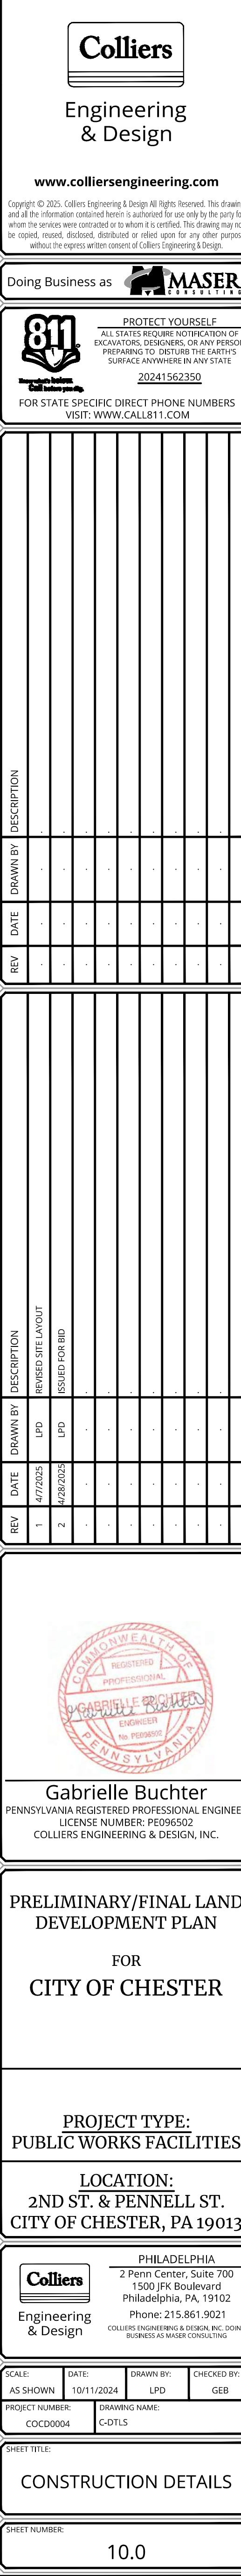 Colliers
Engineering
& Design
www.colliersengineering.com
Copyright © 2025. Colliers Engineering & Design All Rights Reserved. This drawin
and all the information contained herein is authorized for use only by the party fo
whom the services were contracted or to whom it is certified. This drawing may no
be copied, reused, disclosed, distributed or relied upon for any other purpos
without the express written consent of Colliers Engineering & Design.
Doing Business as
MASER
CONSULTING
811
Know what's below.
Call before you dig.
PROTECT YOURSELF
ALL STATES REQUIRE NOTIFICATION OF
EXCAVATORS, DESIGNERS, OR ANY PERSO
PREPARING TO DISTURB THE EARTH'S
SURFACE ANYWHERE IN ANY STATE
20241562350
FOR STATE SPECIFIC DIRECT PHONE NUMBERS
VISIT: WWW.CALL811.COM
REV DATE DRAWN BY DESCRIPTION
REV DATE DRAWN BY DESCRIPTION
1 4/7/2025 LPD REVISED SITE LAYOUT
2 4/28/2025 LPD ISSUED FOR BID
COMMONWEALTH OF
REGISTERED
PROFESSIONAL
GABRIELLE BUCHTER
ENGINEER
No. PE096502
PENNSYLVANIA
Gabrielle Buchter
PENNSYLVANIA REGISTERED PROFESSIONAL ENGINEE
LICENSE NUMBER: PE096502
COLLIERS ENGINEERING & DESIGN, INC.
PRELIMINARY/FINAL LAND
DEVELOPMENT PLAN
FOR
CITY OF CHESTER
PROJECT TYPE:
PUBLIC WORKS FACILITIES
LOCATION:
2ND ST. & PENNELL ST.
CITY OF CHESTER, PA 19013
Colliers
Engineering
& Design
PHILADELPHIA
2 Penn Center, Suite 700
1500 JFK Boulevard
Philadelphia, PA, 19102
Phone: 215.861.9021
COLLIERS ENGINEERING & DESIGN, INC. DOIN
BUSINESS AS MASER CONSULTING
SCALE: DATE: DRAWN BY: CHECKED BY:
AS SHOWN 10/11/2024 LPD GEB
PROJECT NUMBER: DRAWING NAME:
COCD0004 C-DTLS
SHEET TITLE:
CONSTRUCTION DETAILS
SHEET NUMBER:
10.0